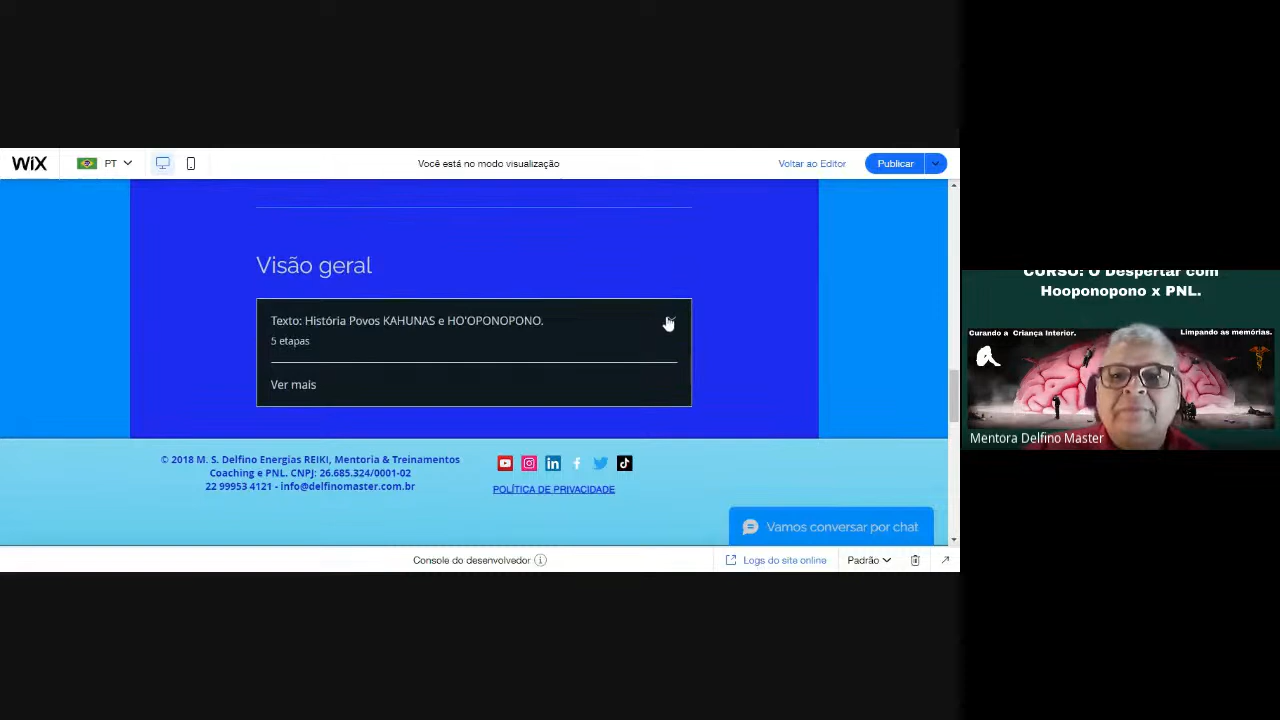 WiX
PT
Você está no modo visualização
Voltar ao Editor
Publicar
Visão geral
Texto: História Povos KAHUNAS e HO'OPONOPONO.
5 etapas
Ver mais
© 2018 M. S. Delfino Energías REIKI, Mentoria & Treinamentos
Coaching e PNL. CNPJ: 26.685.324/0001-02
22 99953 4121 - info@delfinomaster.com.br
POLÍTICA DE PRIVACIDADE
Vamos conversar por chat
Console do desenvolvedor
Logs do site online
Padrão
CURSO: O Despertar com
Hooponopono x PNL.
Curando a Criança Interior.
Limpando as memórias.
Mentora Delfino Master